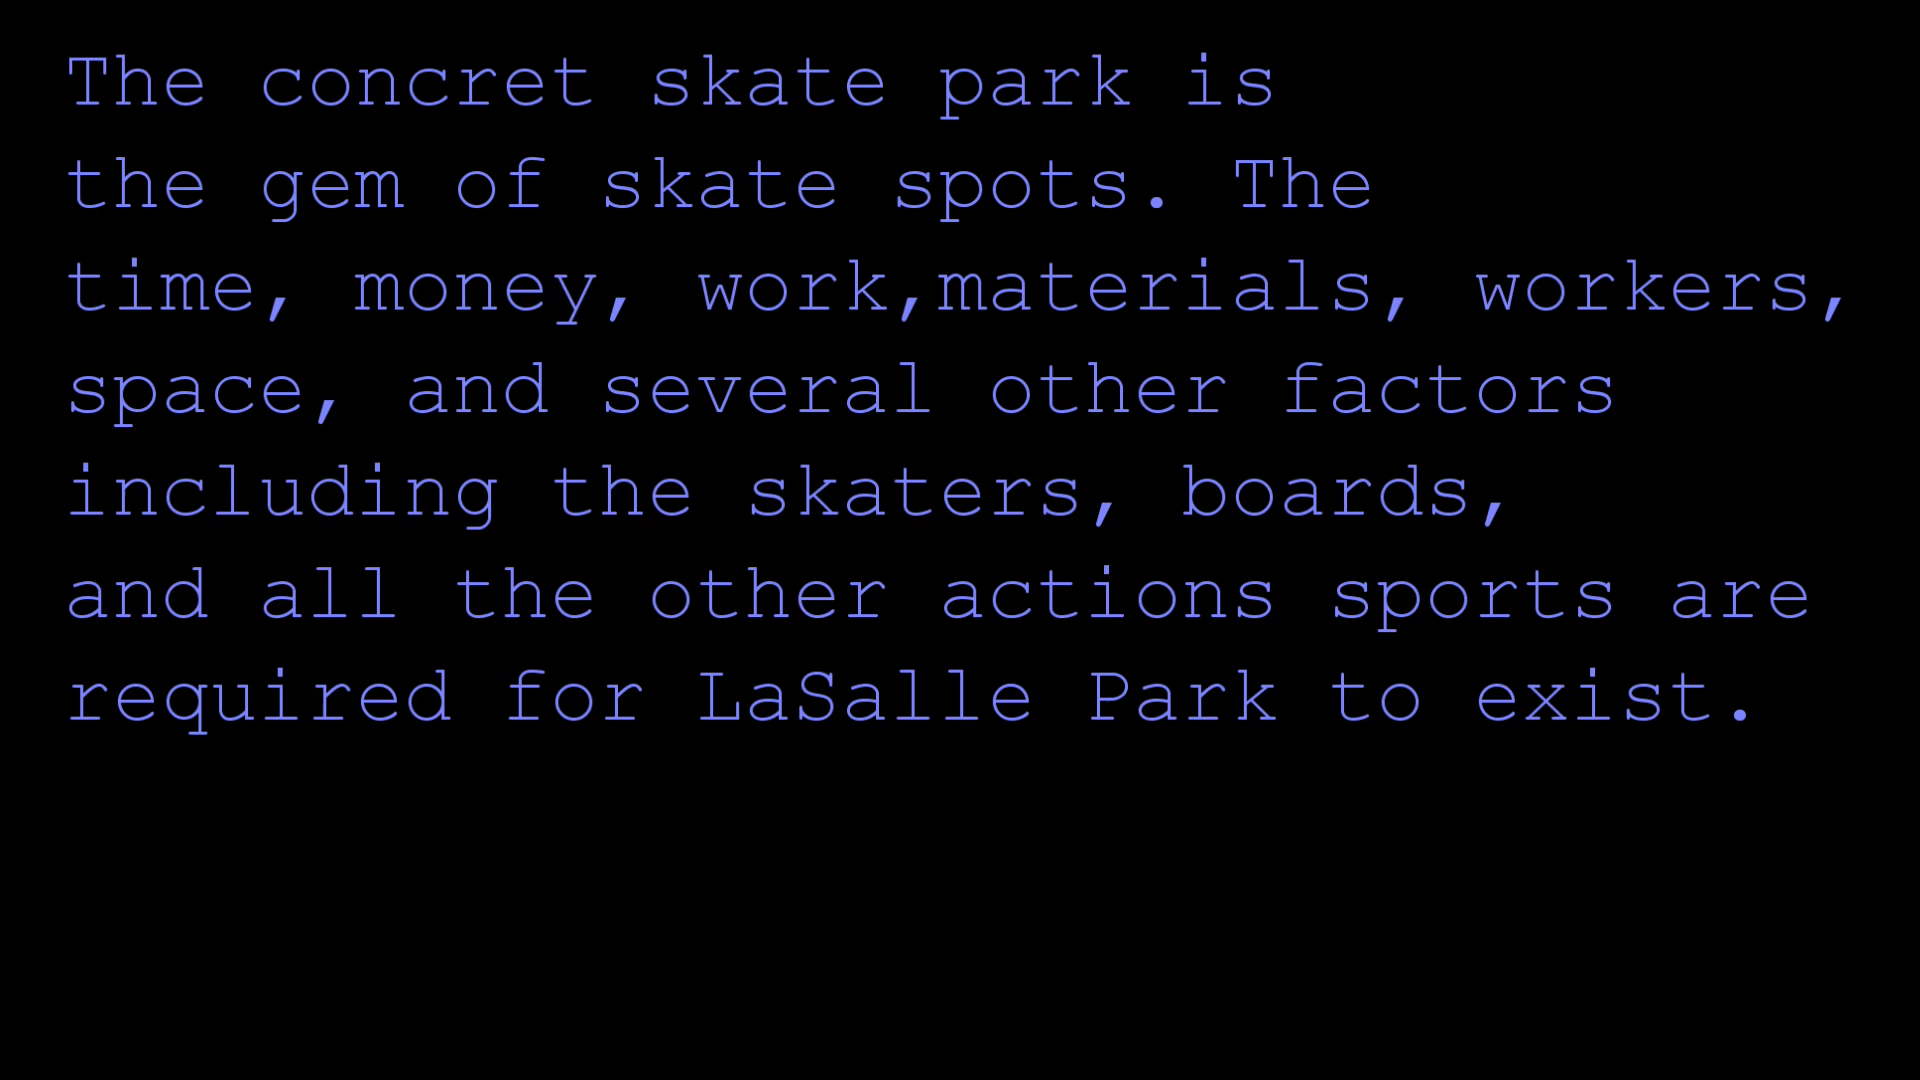 The concret skate park is
the gem of skate spots. The
time, money, work,materials, workers,
space, and several other factors
including the skaters, boards,
and all the other actions sports are
required for LaSalle Park to exist.